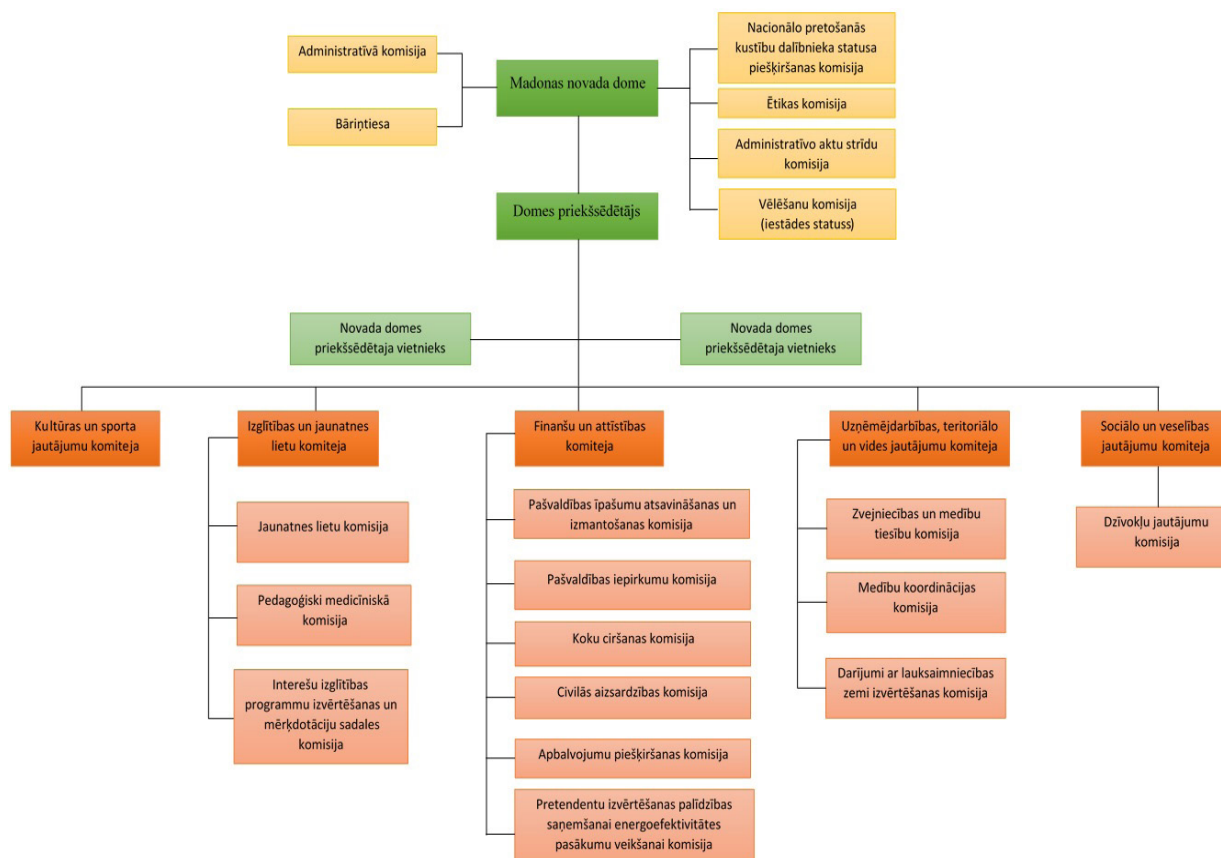 Administratīvā komisija
Bāriņtiesa
Madonas novada dome
Nacionālo pretošanās
kustību dalībnieka statusa
piešķiršanas komisija
Ētikas komisija
Administratīvo aktu strīdu
komisija
Vēlēšanu komisija
(iestādes statuss)
Domes priekšsēdētājs
Novada domes
priekšsēdētaja vietnieks
Novada domes
priekšsēdētaja vietnieks
Kultūras un sporta
jautājumu komiteja
Izglītības un jaunatnes
lietu komiteja
Jaunatnes lietu komisija
Pedagoģiski medicīniskā
komisija
Interešu izglītības
programmu izvērtēšanas un
mērķdotāciju sadales
komisija
Finanšu un attīstības
komiteja
Pašvaldības īpašumu atsavināšanas un
izmantošanas komisija
Pašvaldības iepirkumu komisija
Koku ciršanas komisija
Civilās aizsardzības komisija
Apbalvojumu piešķiršanas komisija
Pretendentu izvērtēšanas palīdzības
saņemšanai energoefektivitātes
pasākumu veikšanai komisija
Uzņēmējdarbības, teritoriālo
un vides jautājumu komiteja
Zvejniecības un medību
tiesību komisija
Medību koordinācijas
komisija
Darījumi ar lauksaimniecības
zemi izvērtēšanas komisija
Sociālo un veselības
jautājumu komiteja
Dzīvokļu jautājumu
komisija